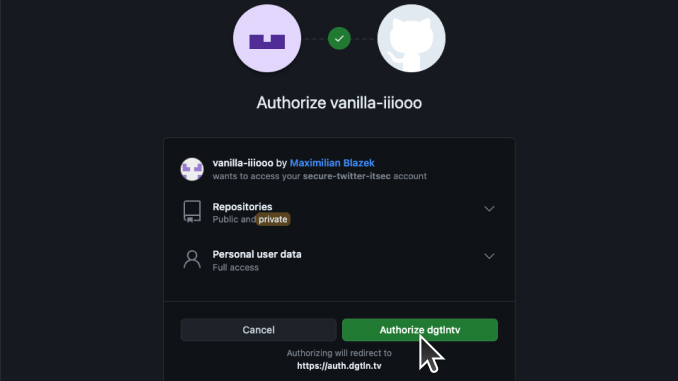 Authorize vanilla-iiiooo
vanilla-iiiooo by Maximilian Blazek
wants to access your secure-twitter-itsec account
Repositories
Public and private
Personal user data
Full access
Cancel
Authorize dgtlntv
Authorizing will redirect to
https://auth.dgtln.tv